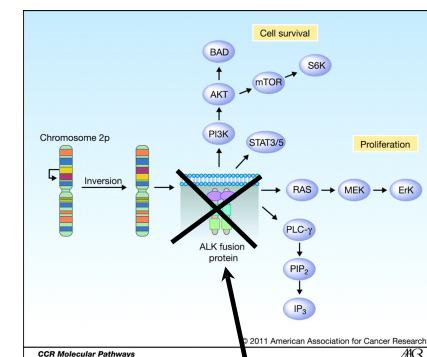 Cell survival
BAD
S6K
mTOR
AKT
Chromosome 2p
PI3K
STAT3/5
Proliferation
Inversion
RAS
MEK
ErK
PLC-γ
ALK fusion
protein
PIP2
IP3
© 2011 American Association for Cancer Research
CCR Molecular Pathways
AACR